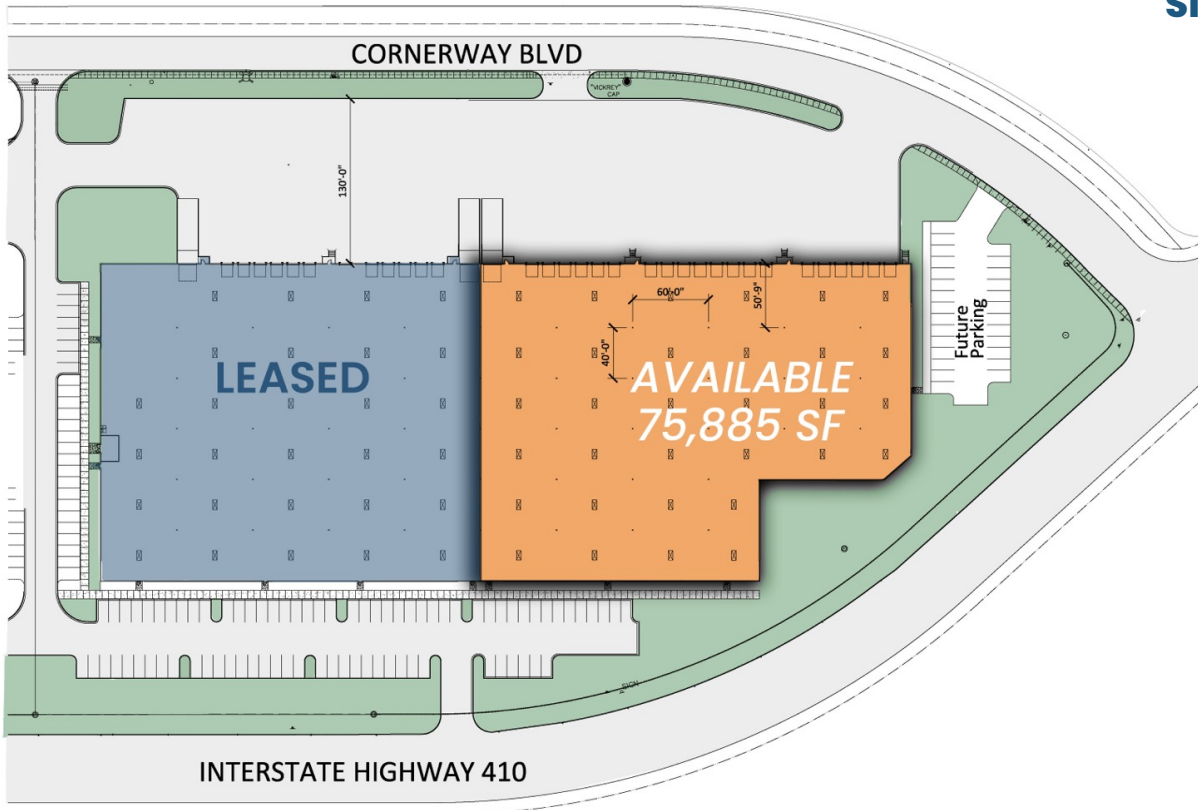 CORNERWAY BLVD
"VICKREY"
CAP
130'-0"
60'-0"
50'-9"
40'-0"
LEASED
AVAILABLE
75,885 SF
Future
Parking
SIGN
INTERSTATE HIGHWAY 410